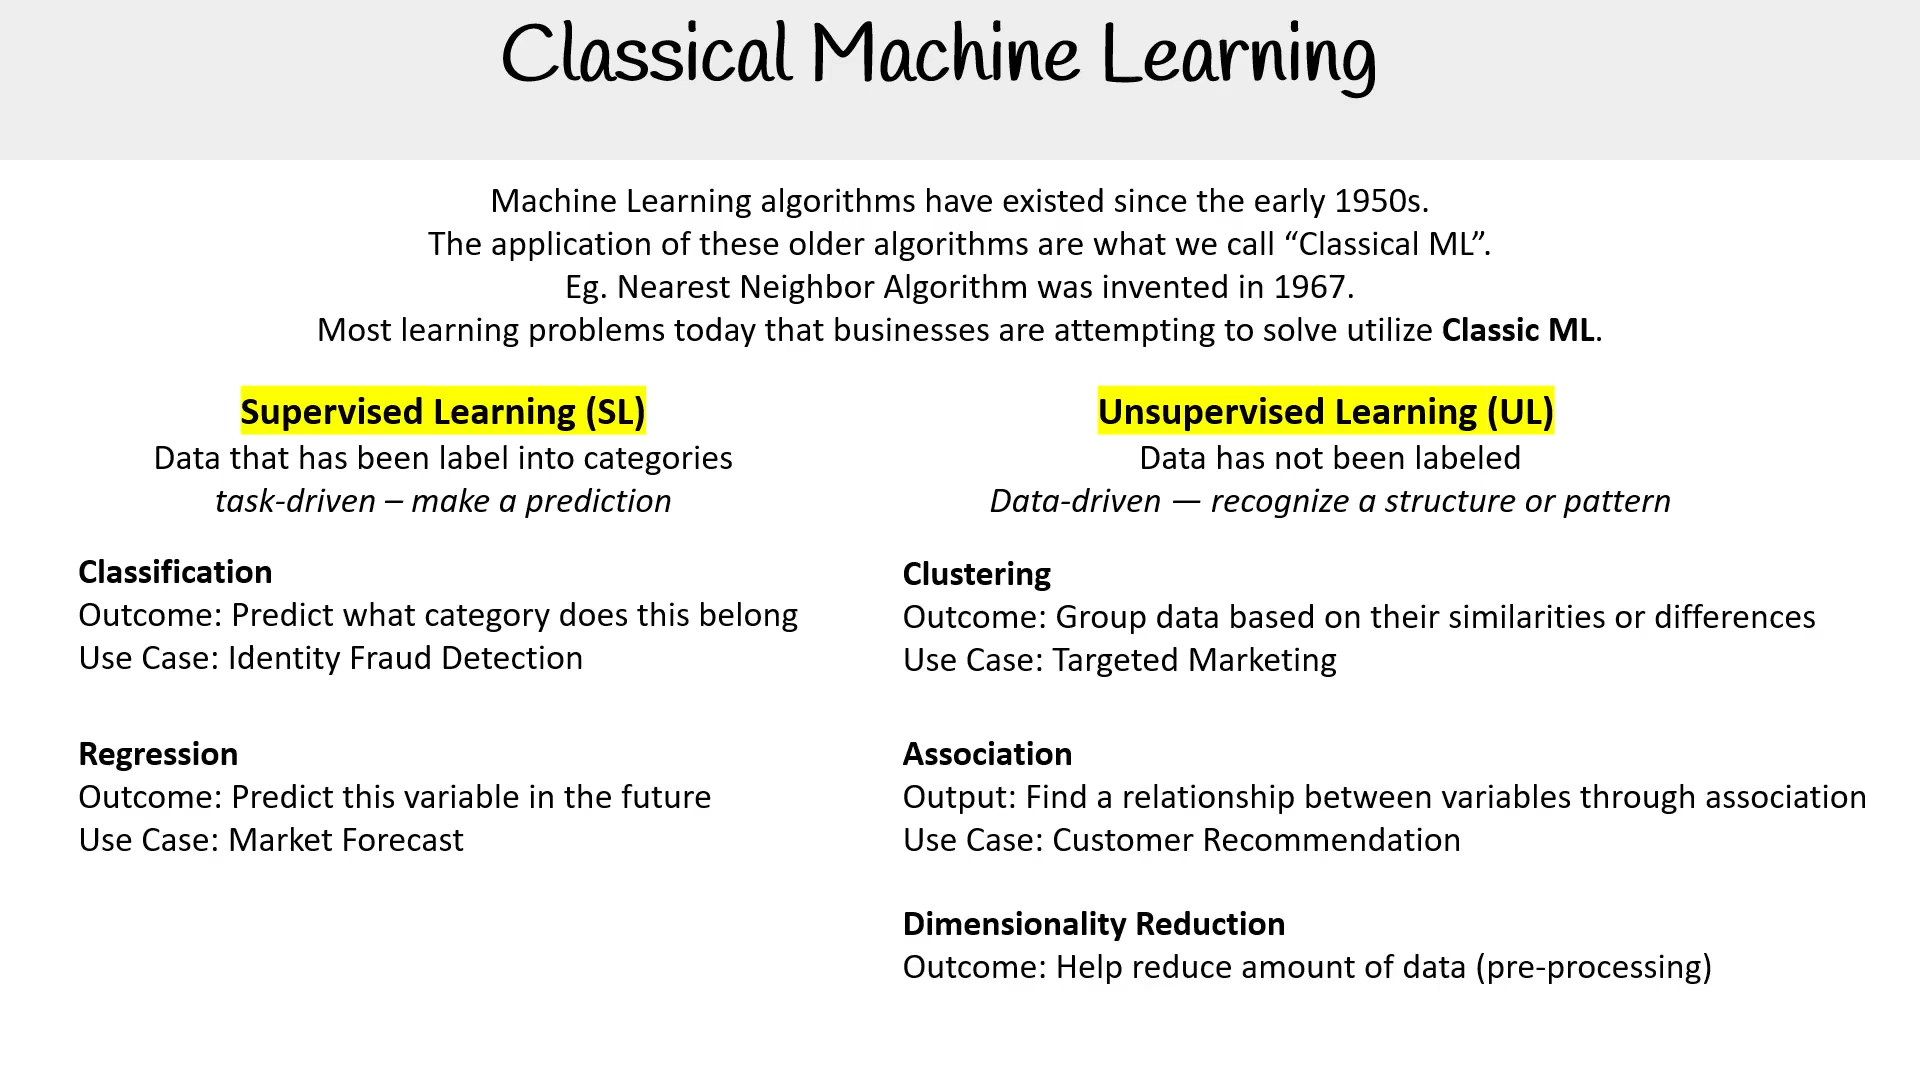 Classical Machine Learning
Machine Learning algorithms have existed since the early 1950s.
The application of these older algorithms are what we call “Classical ML”.
Eg. Nearest Neighbor Algorithm was invented in 1967.
Most learning problems today that businesses are attempting to solve utilize Classic ML.
Supervised Learning (SL)
Data that has been label into categories
task-driven – make a prediction
Classification
Outcome: Predict what category does this belong
Use Case: Identity Fraud Detection
Regression
Outcome: Predict this variable in the future
Use Case: Market Forecast
Unsupervised Learning (UL)
Data has not been labeled
Data-driven — recognize a structure or pattern
Clustering
Outcome: Group data based on their similarities or differences
Use Case: Targeted Marketing
Association
Output: Find a relationship between variables through association
Use Case: Customer Recommendation
Dimensionality Reduction
Outcome: Help reduce amount of data (pre-processing)